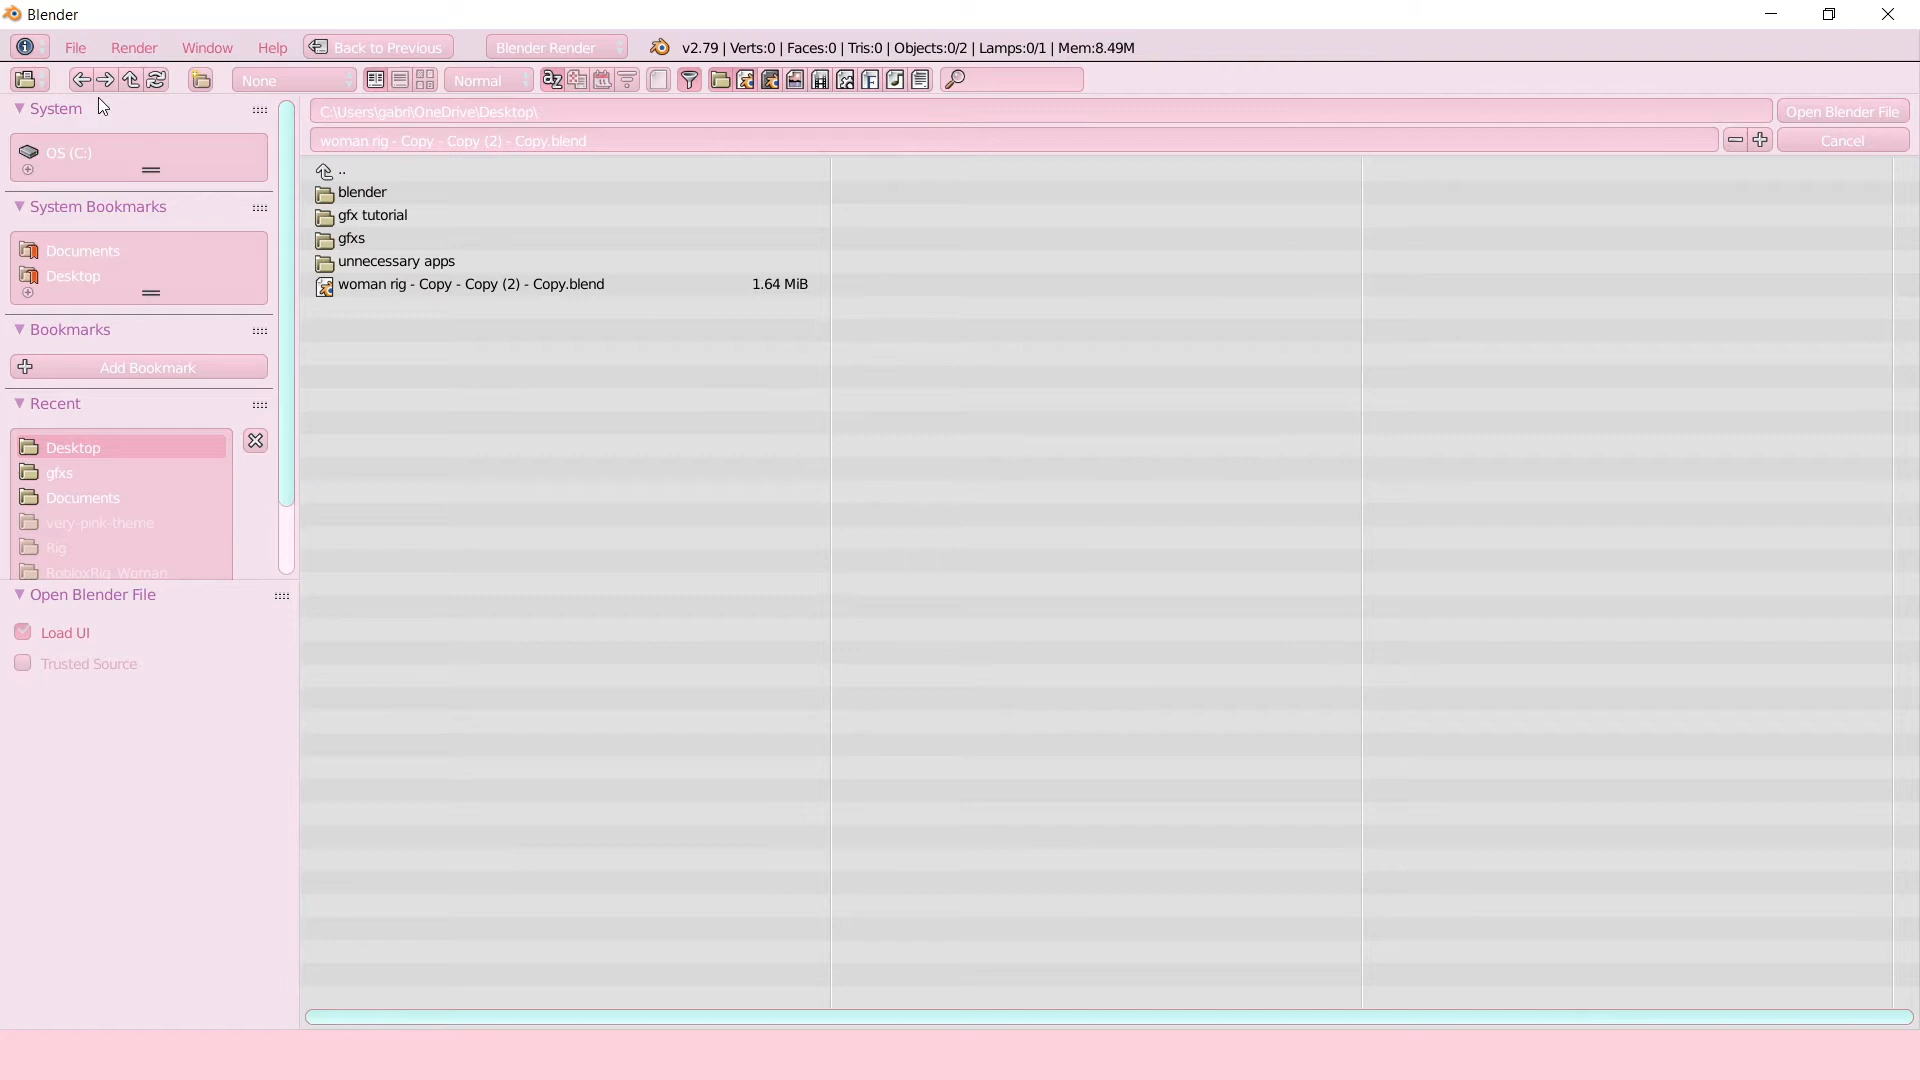 Blender
File Render Window Help Back to Previous Blender Render v2.79 | Verts:0 | Faces:0 | Tris:0 | Objects:0/2 | Lamps:0/1 | Mem:8.49M
None Normal
System
OS (C:)
System Bookmarks
Documents
Desktop
Bookmarks
Add Bookmark
Recent
Desktop
gfxs
Documents
very-pink-theme
Rig
RobloxRig_Woman
Open Blender File
Load UI
Trusted Source
C:\Users\gabri\OneDrive\Desktop\
Open Blender File
woman rig - Copy - Copy (2) - Copy.blend
Cancel
..
blender
gfx tutorial
gfxs
unnecessary apps
woman rig - Copy - Copy (2) - Copy.blend 1.64 MiB